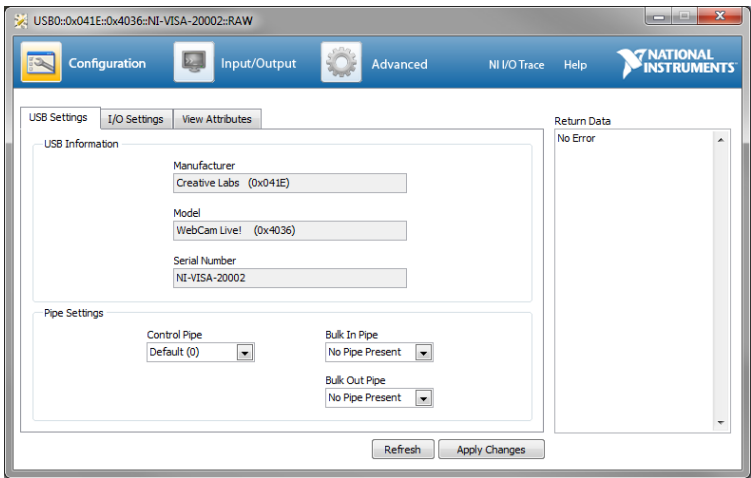 USB0::0x041E::0x4036::NI-VISA-20002::RAW
Configuration Input/Output Advanced NI I/O Trace Help NATIONAL INSTRUMENTS
USB Settings I/O Settings View Attributes
Return Data
No Error
USB Information
Manufacturer
Creative Labs (0x041E)
Model
WebCam Live! (0x4036)
Serial Number
NI-VISA-20002
Pipe Settings
Control Pipe Bulk In Pipe
Default (0) No Pipe Present
Bulk Out Pipe
No Pipe Present
Refresh Apply Changes